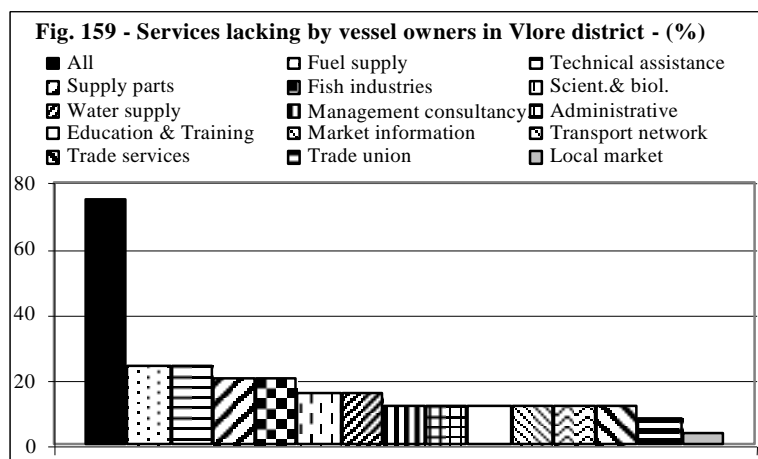 Fig. 159 - Services lacking by vessel owners in Vlore district - (%)
All Fuel supply Technical assistance
Supply parts Fish industries Scient.& biol.
Water supply Management consultancy Administrative
Education & Training Market information Transport network
Trade services Trade union Local market
80
60
40
20
0